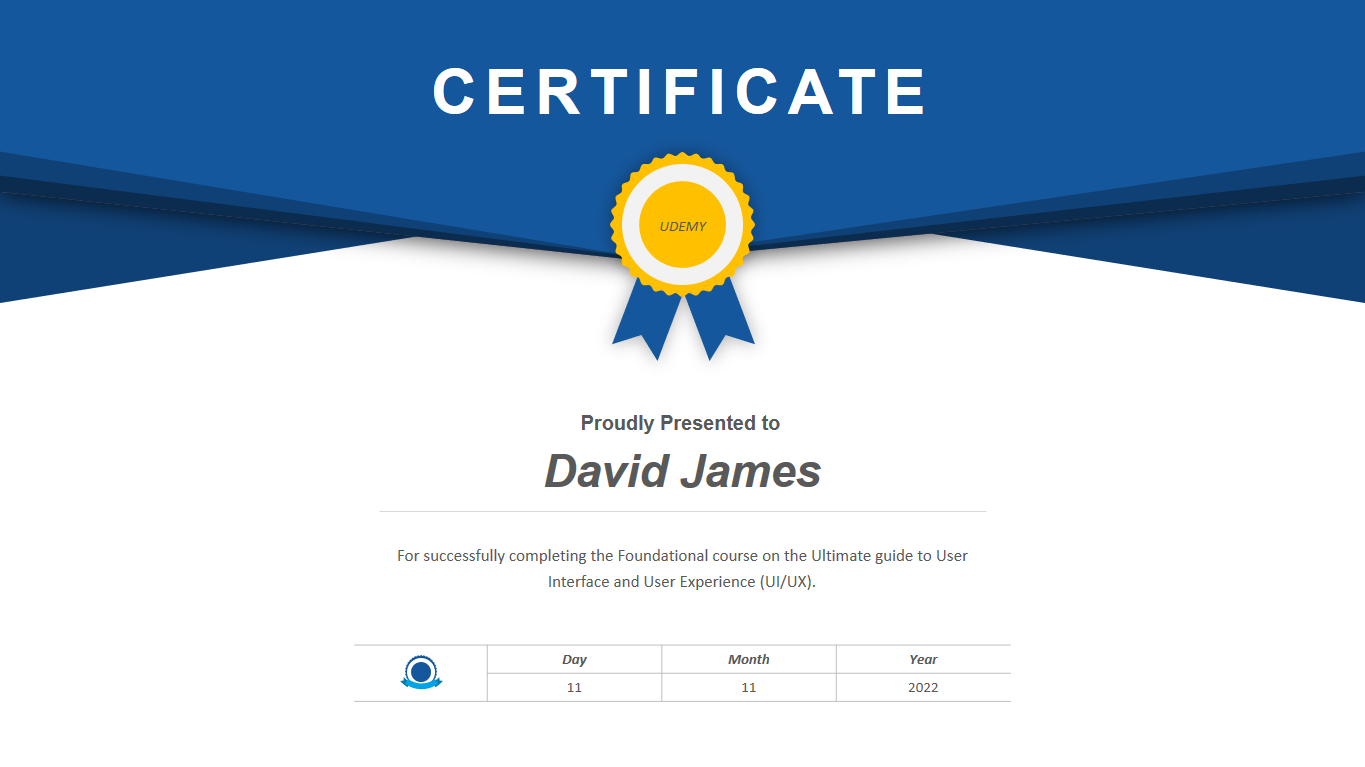 CERTIFICATE
UDEMY
Proudly Presented to
David James
For successfully completing the Foundational course on the Ultimate guide to User
Interface and User Experience (UI/UX).
Day Month Year
11 11 2022